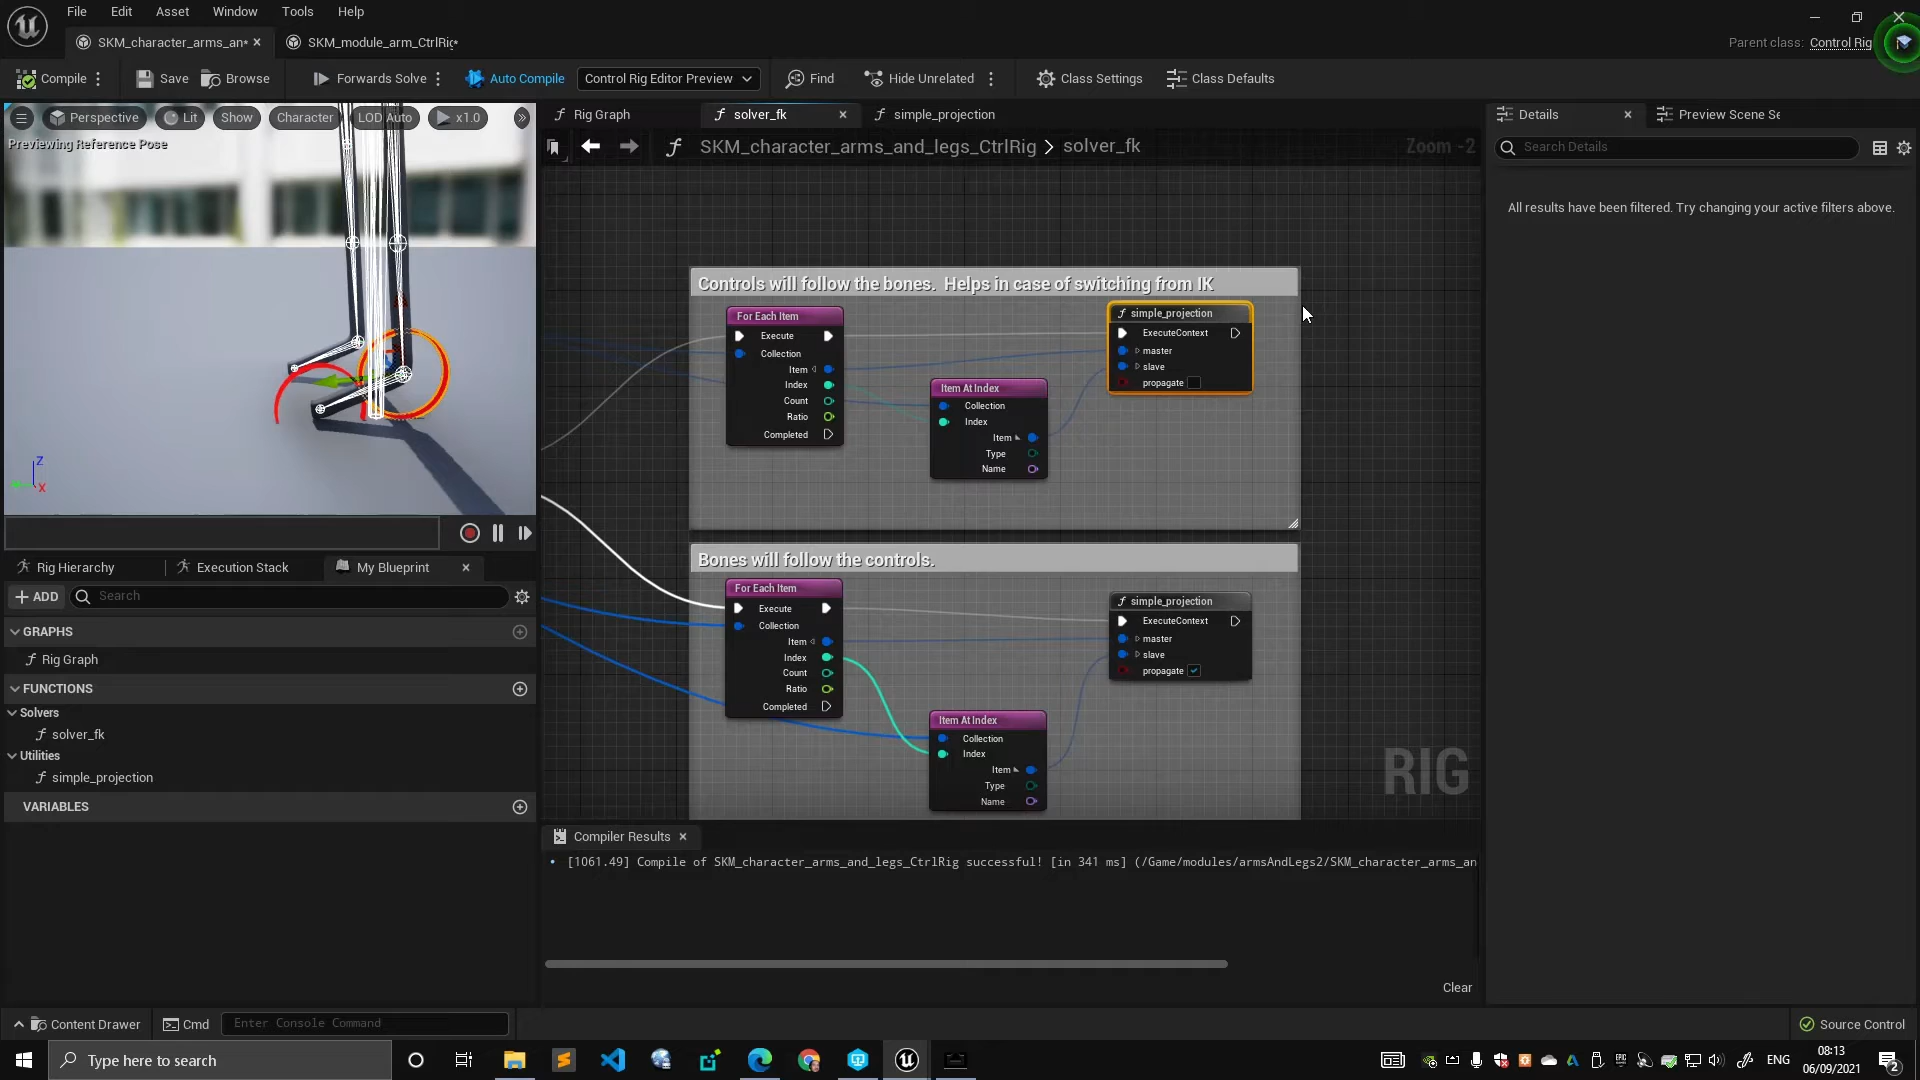 File Edit Asset Window Tools Help
SKM_character_arms_an*
SKM_module_arm_CtrlRig*
Parent class: Control Rig
Compile
Save
Browse
Forwards Solve
Auto Compile
Control Rig Editor Preview
Find
Hide Unrelated
Class Settings
Class Defaults
Perspective
Lit
Show
Character
LOD Auto
x1.0
Previewing Reference Pose
Z
X
Rig Graph
solver_fk
simple_projection
SKM_character_arms_and_legs_CtrlRig > solver_fk
Zoom -2
Controls will follow the bones. Helps in case of switching from IK
For Each Item
Execute
Collection
Item
Index
Count
Ratio
Completed
Item At Index
Collection
Index
Item
Type
Name
simple_projection
ExecuteContext
master
slave
propagate
Bones will follow the controls.
For Each Item
Execute
Collection
Item
Index
Count
Ratio
Completed
Item At Index
Collection
Index
Item
Type
Name
simple_projection
ExecuteContext
master
slave
propagate
RIG
Details
Preview Scene Se
Search Details
All results have been filtered. Try changing your active filters above.
Rig Hierarchy
Execution Stack
My Blueprint
ADD
Search
GRAPHS
Rig Graph
FUNCTIONS
Solvers
solver_fk
Utilities
simple_projection
VARIABLES
Compiler Results
[1061.49] Compile of SKM_character_arms_and_legs_CtrlRig successful! [in 341 ms] (/Game/modules/armsAndLegs2/SKM_character_arms_an
Clear
Content Drawer
Cmd
Enter Console Command
Source Control
Type here to search
ENG
08:13
06/09/2021
2